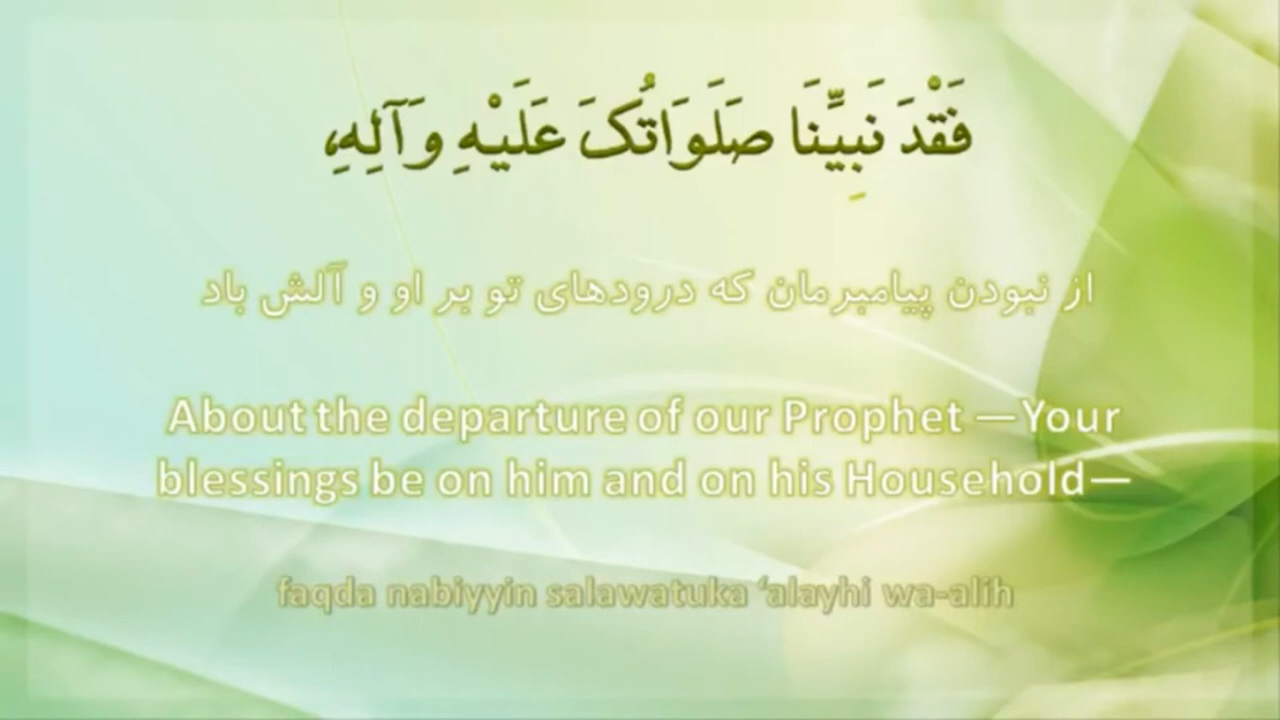 فَقْدَ نَبِيِّنَا صَلَوَاتُکَ عَلَيْهِ وَآلِهِ،
از نبودن پیامبرمان که درودهای تو بر او و آلش باد
About the departure of our Prophet —Your
blessings be on him and on his Household—
faqda nabiyyin salawatuka ‘alayhi wa-alih